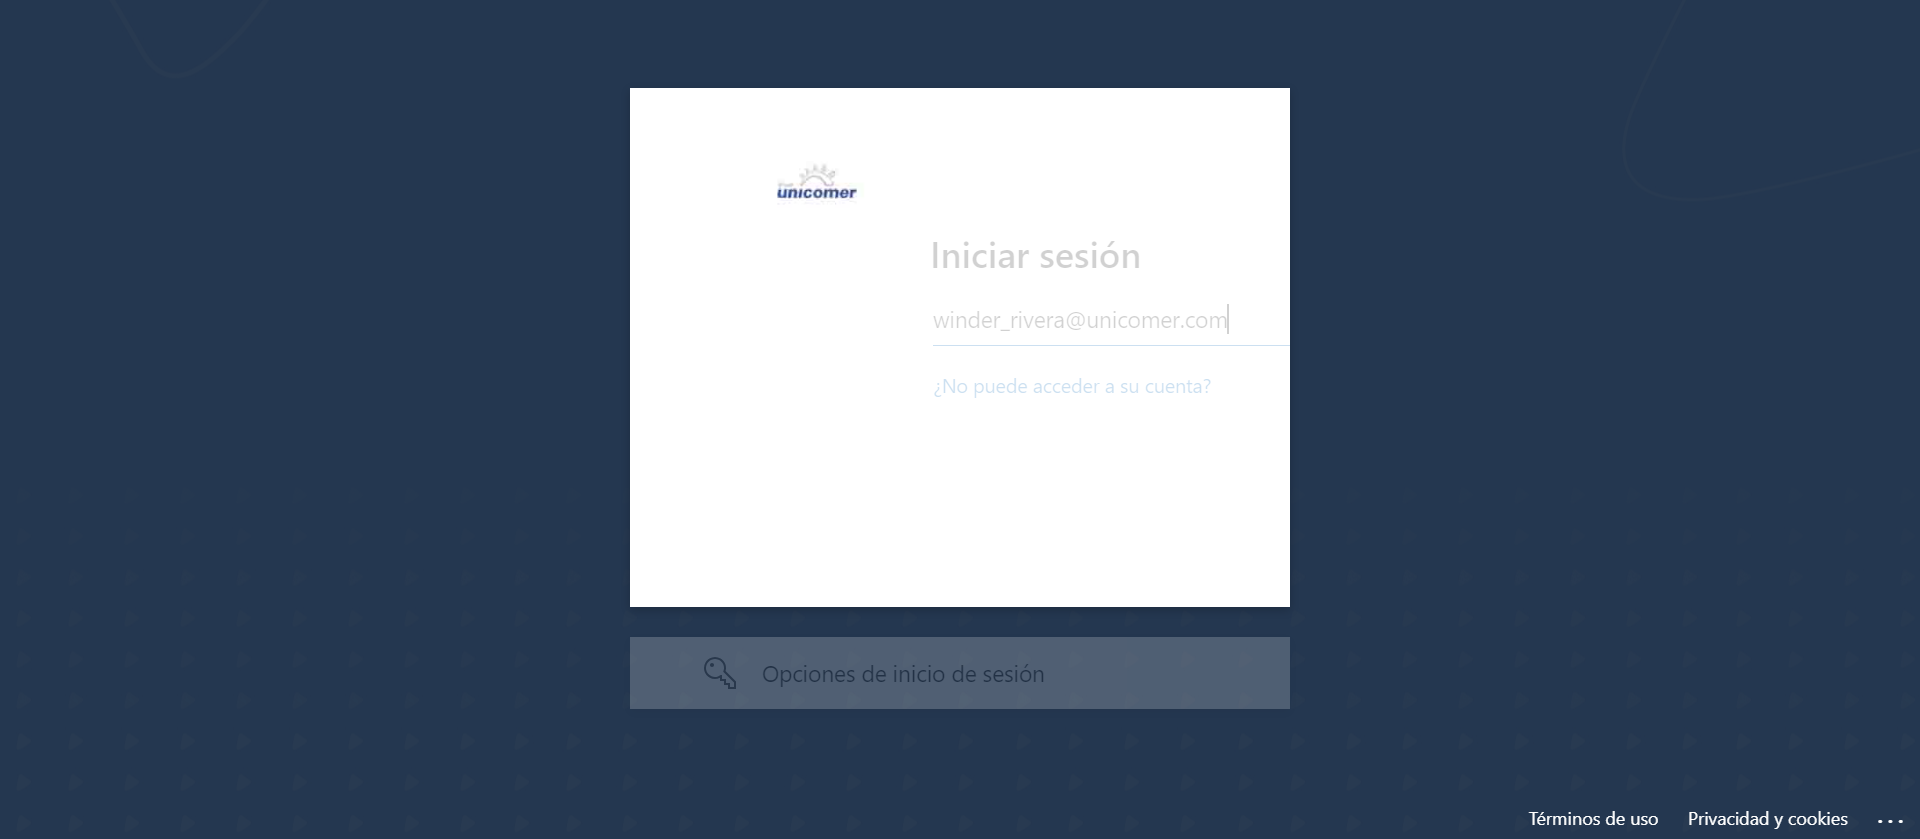 unicomer
Iniciar sesión
winder_rivera@unicomer.com
¿No puede acceder a su cuenta?
Opciones de inicio de sesión
Términos de uso Privacidad y cookies ...